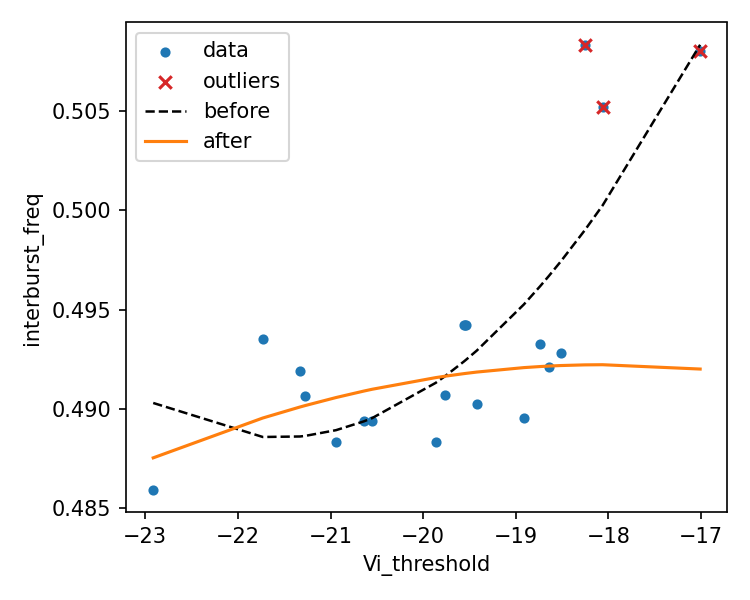 data
outliers
before
after
0.505
0.500
0.495
0.490
0.485
interburst_freq
−23 −22 −21 −20 −19 −18 −17
Vi_threshold